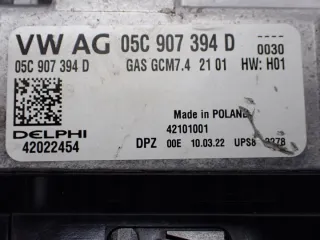 VW AG 05C 907 394 D
0030
05C 907 394 D GAS GCM7.4 21 01 HW: H01
Made in POLAND
DELPHI 42101001
42022454 DPZ 00E 10.03.22 UPS8